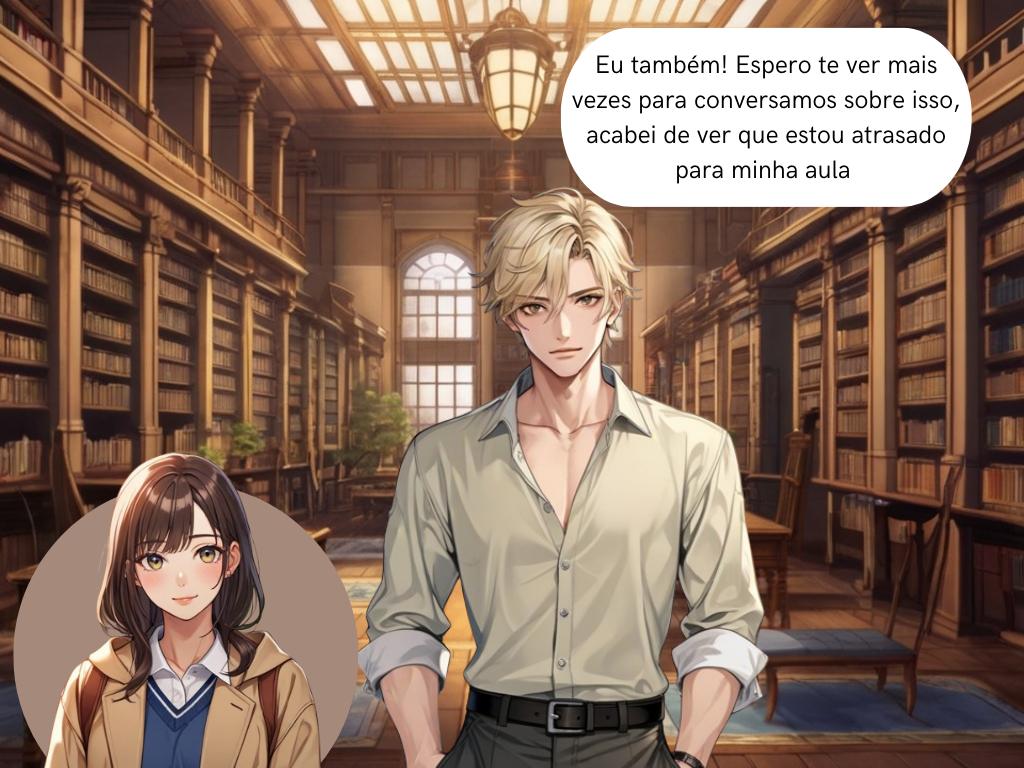 Eu também! Espero te ver mais
vezes para conversamos sobre isso,
acabei de ver que estou atrasado
para minha aula